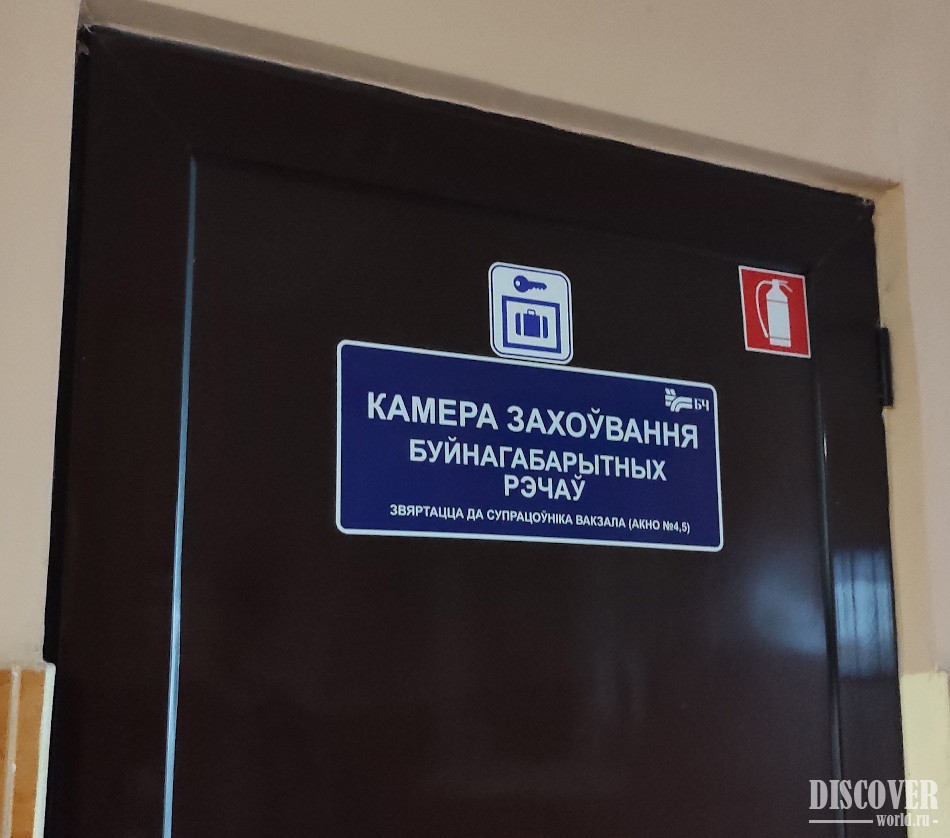 БЧ
КАМЕРА ЗАХОЎВАННЯ
БУЙНАГАБАРЫТНЫХ
РЭЧАЎ
ЗВЯРТАЦЦА ДА СУПРАЦОЎНІКА ВАКЗАЛА (АКНО №4,5)
DISCOVER
world.ru